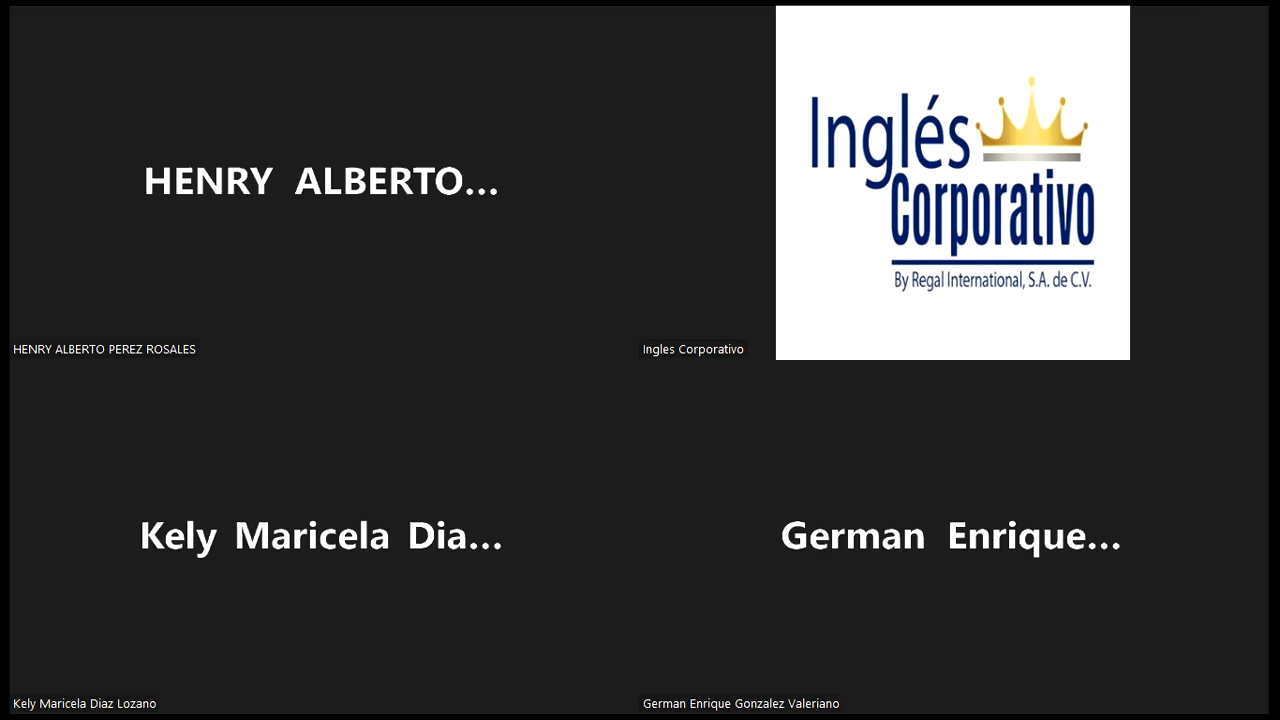 HENRY ALBERTO...
HENRY ALBERTO PEREZ ROSALES
Inglés
Corporativo
By Regal International, S.A. de C.V.
Ingles Corporativo
Kely Maricela Dia...
Kely Maricela Diaz Lozano
German Enrique...
German Enrique Gonzalez Valeriano